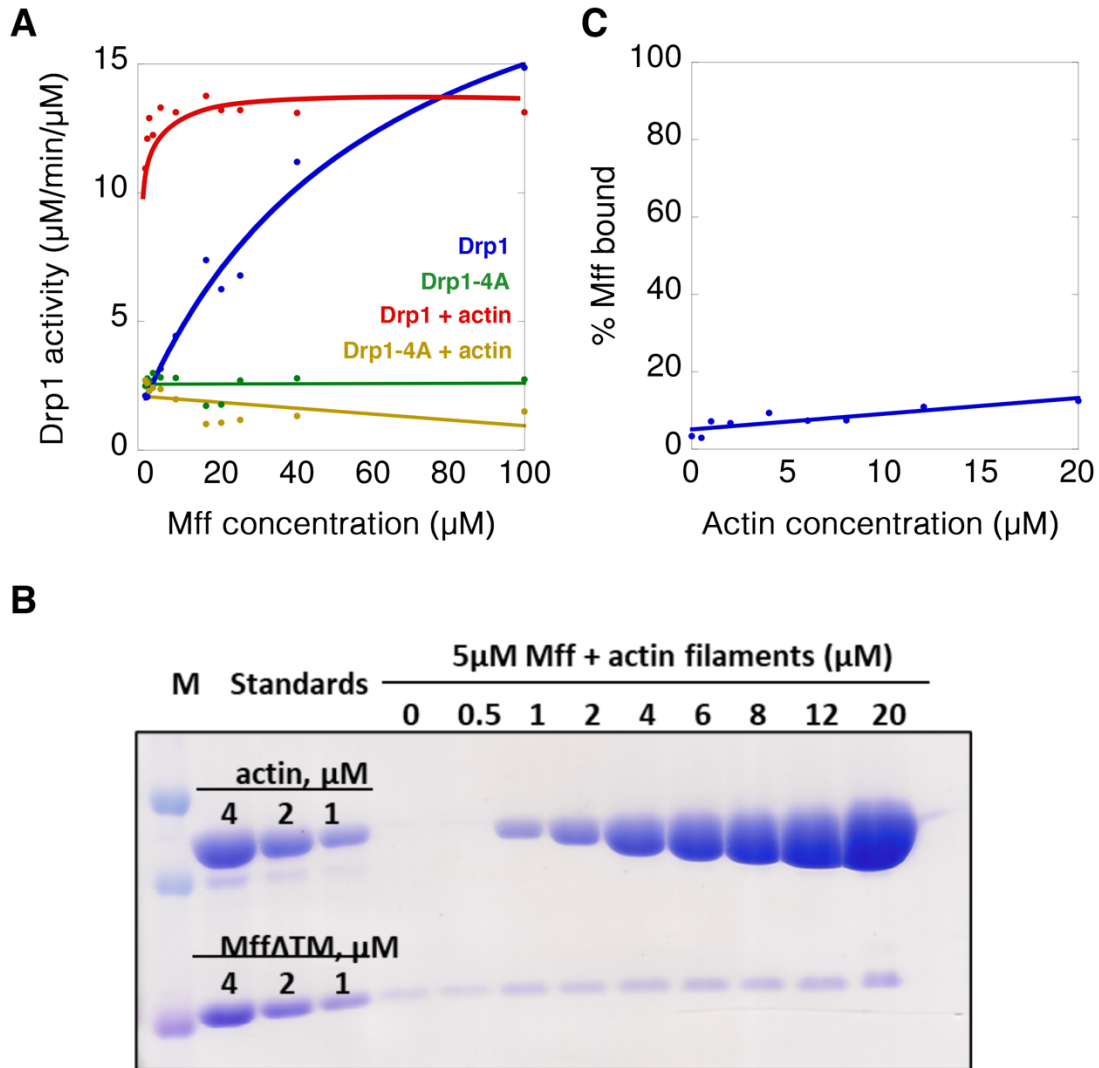 A
Drp1 activity (µM/min/µM)
15
10
5
0
Drp1
Drp1-4A
Drp1 + actin
Drp1-4A + actin
0 20 40 60 80 100
Mff concentration (µM)
C
% Mff bound
100
80
60
40
20
0
0 5 10 15 20
Actin concentration (µM)
B
5µM Mff + actin filaments (µM)
M Standards
0 0.5 1 2 4 6 8 12 20
actin, µM
4 2 1
MffΔTM, µM
4 2 1